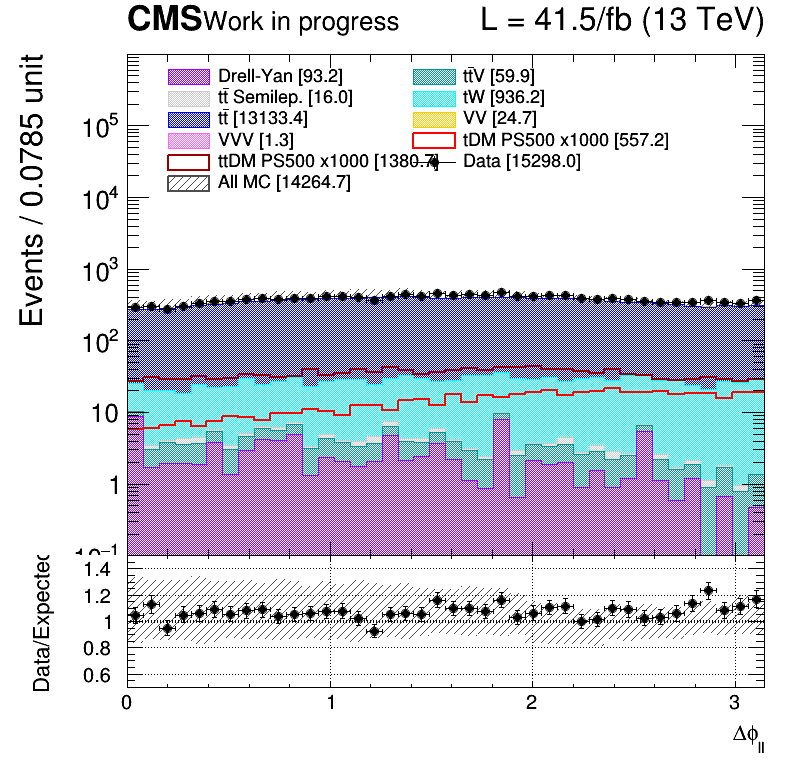 CMS Work in progress L = 41.5/fb (13 TeV)
Events / 0.0785 unit
Drell-Yan [93.2] tt̄V [59.9]
tt̄ Semilep. [16.0] tW [936.2]
tt̄ [13133.4] VV [24.7]
VVV [1.3] tDM PS500 x1000 [557.2]
ttDM PS500 x1000 [1380.7] Data [15298.0]
All MC [14264.7]
10⁵
10⁴
10³
10²
10
1
10⁻¹
Data/Expected
1.4
1.2
1
0.8
0.6
0 1 2 3
Δϕ_ll